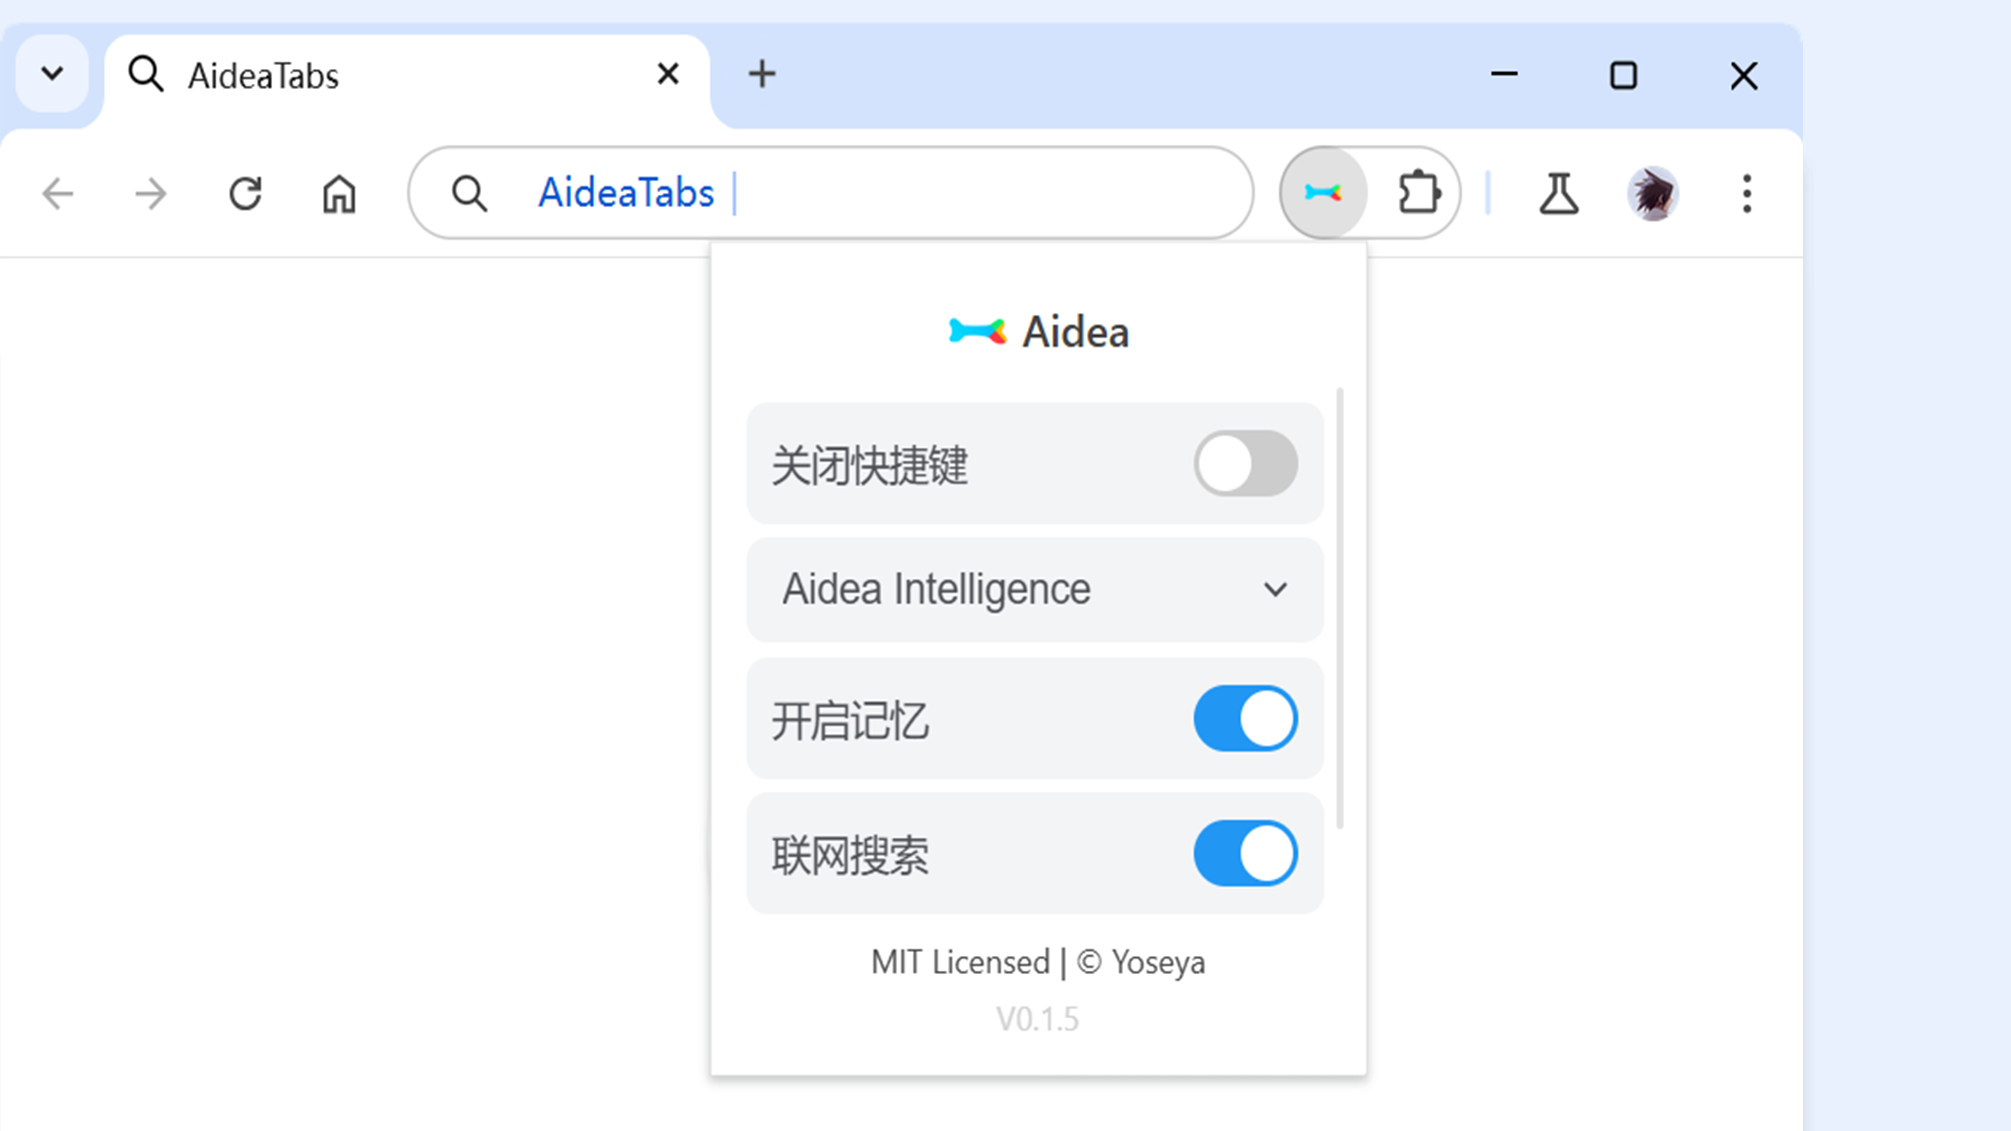 AideaTabs
AideaTabs
Aidea
关闭快捷键
Aidea Intelligence
开启记忆
联网搜索
MIT Licensed | © Yoseya
V0.1.5